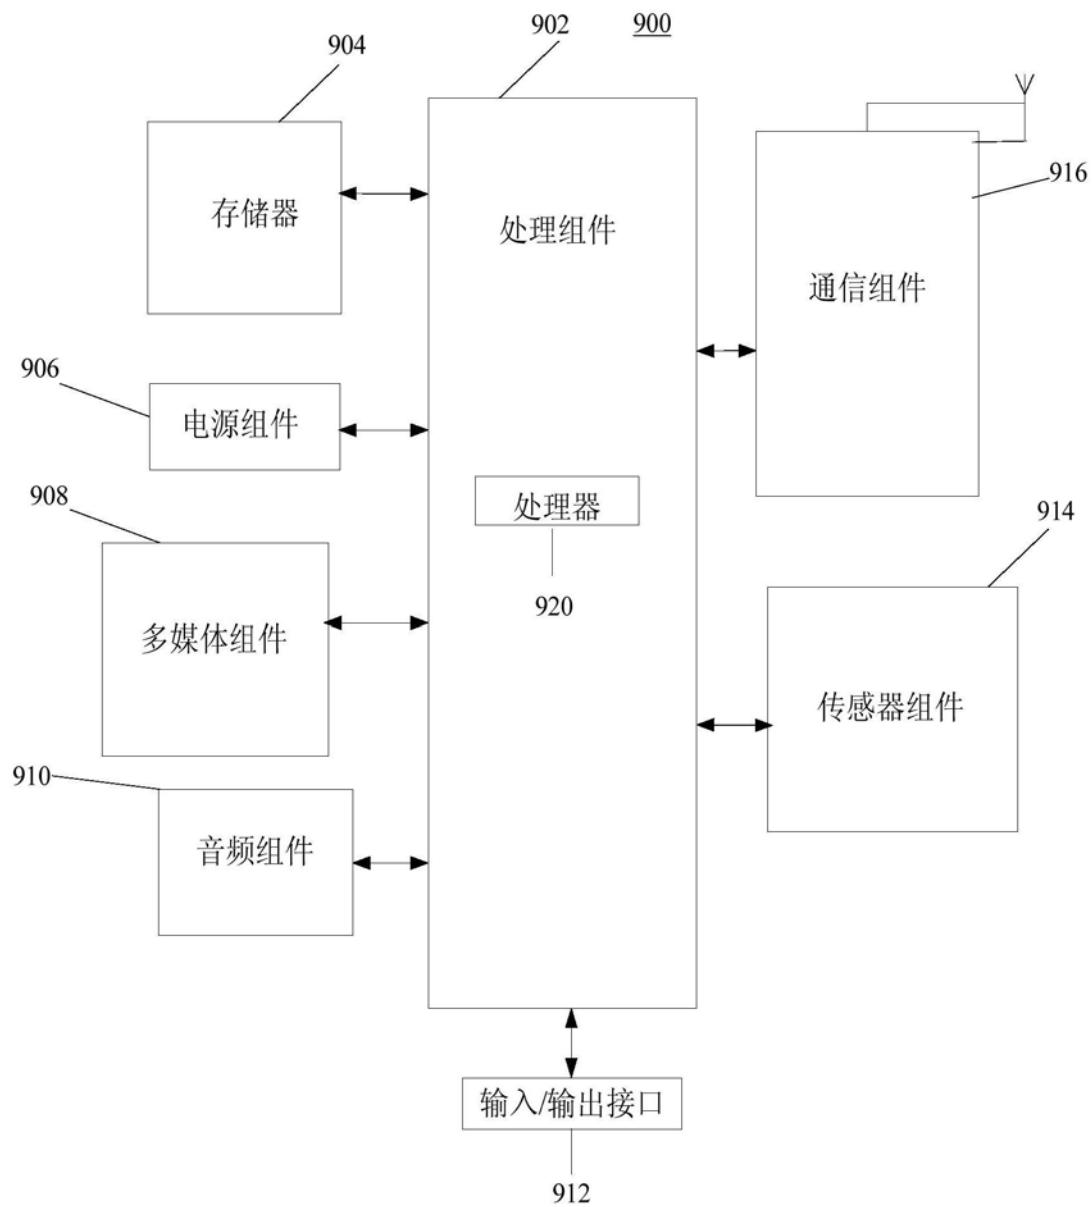 902
900
904
存储器
处理组件
916
通信组件
906
电源组件
908
处理器
914
920
多媒体组件
传感器组件
910
音频组件
输入/输出接口
912